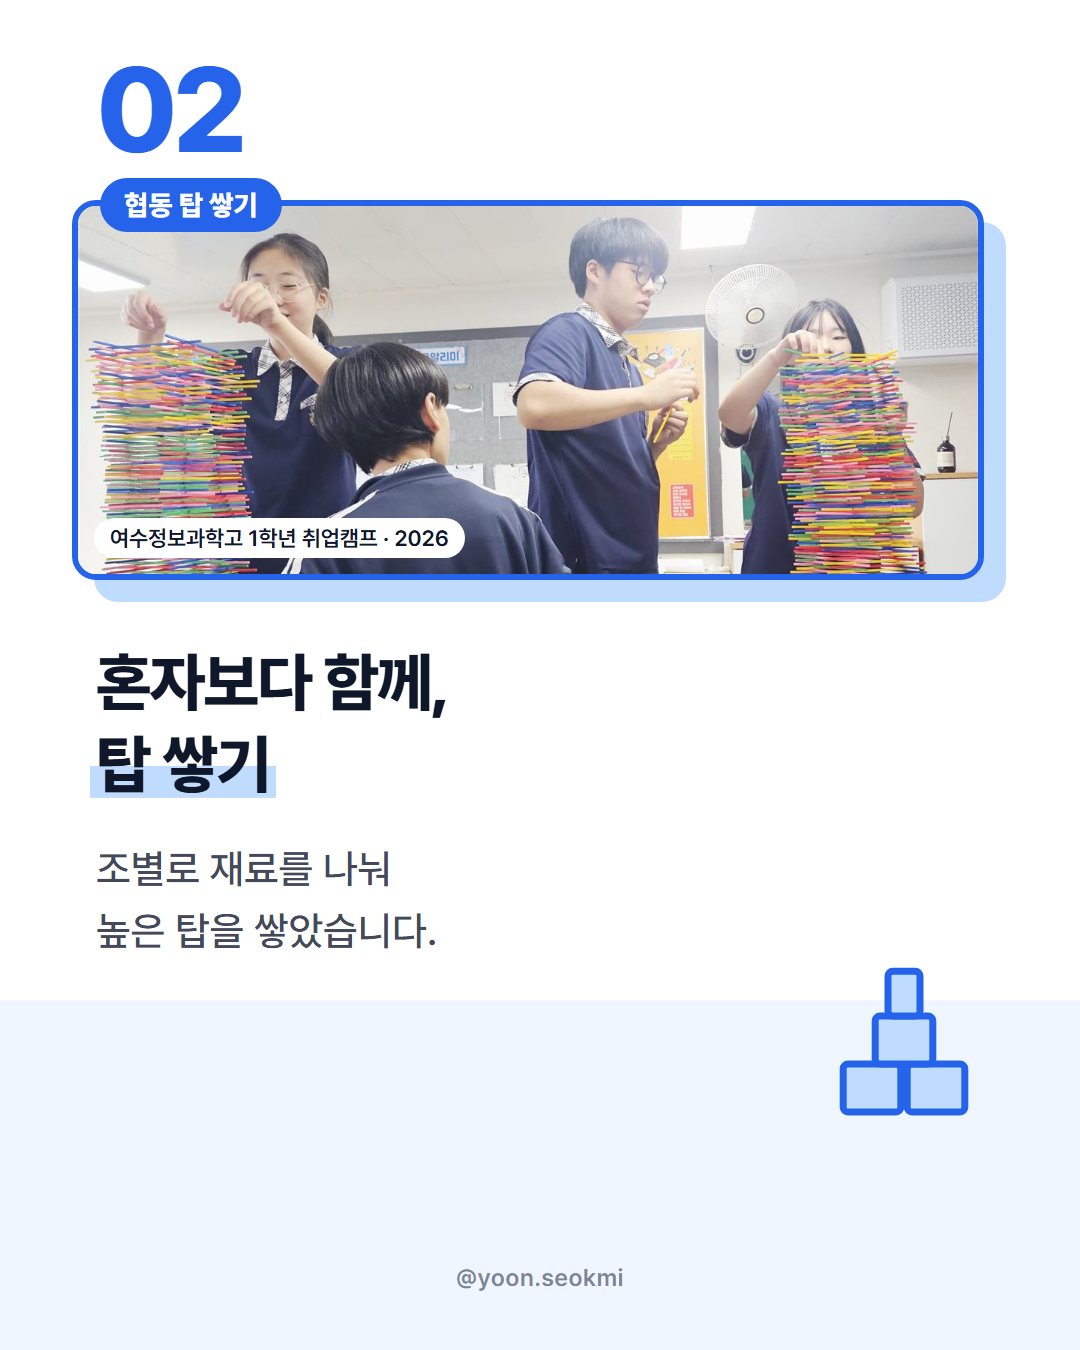 02
협동 탑 쌓기
여수정보과학고 1학년 취업캠프 · 2026
혼자보다 함께,
탑 쌓기
조별로 재료를 나눠
높은 탑을 쌓았습니다.
@yoon.seokmi